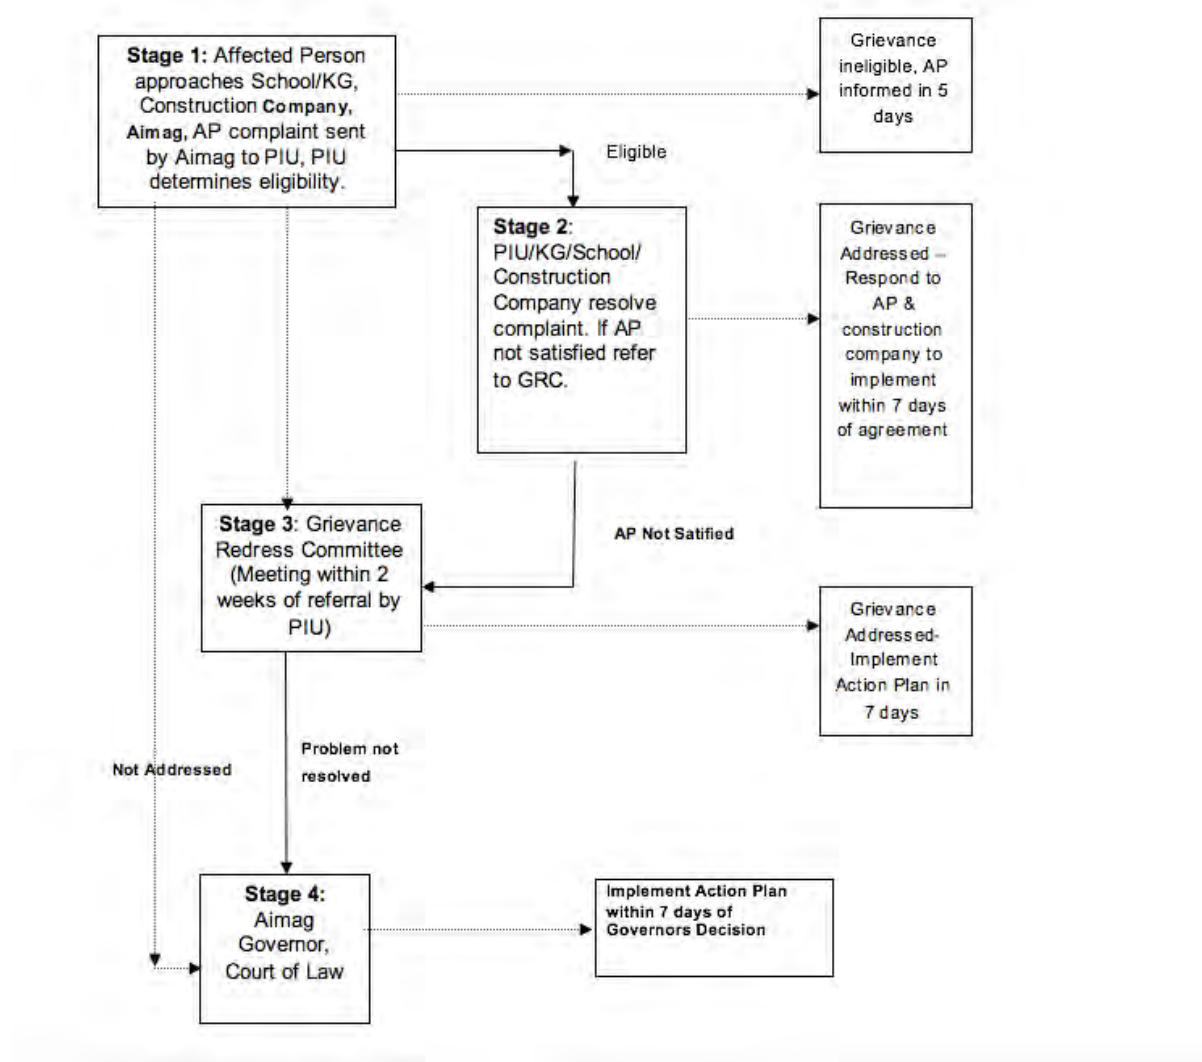 Stage 1: Affected Person
approaches School/KG,
Construction Company,
Aimag, AP complaint sent
by Aimag to PIU, PIU
determines eligibility.
Grievance
ineligible, AP
informed in 5
days
Eligible
Stage 2:
PIU/KG/School/
Construction
Company resolve
complaint. If AP
not satisfied refer
to GRC.
Grievance
Addressed –
Respond to
AP &
construction
company to
implement
within 7 days
of agreement
AP Not Satified
Stage 3: Grievance
Redress Committee
(Meeting within 2
weeks of referral by
PIU)
Grievance
Addressed-
Implement
Action Plan in
7 days
Problem not
resolved
Not Addressed
Stage 4:
Aimag
Governor,
Court of Law
Implement Action Plan
within 7 days of
Governors Decision